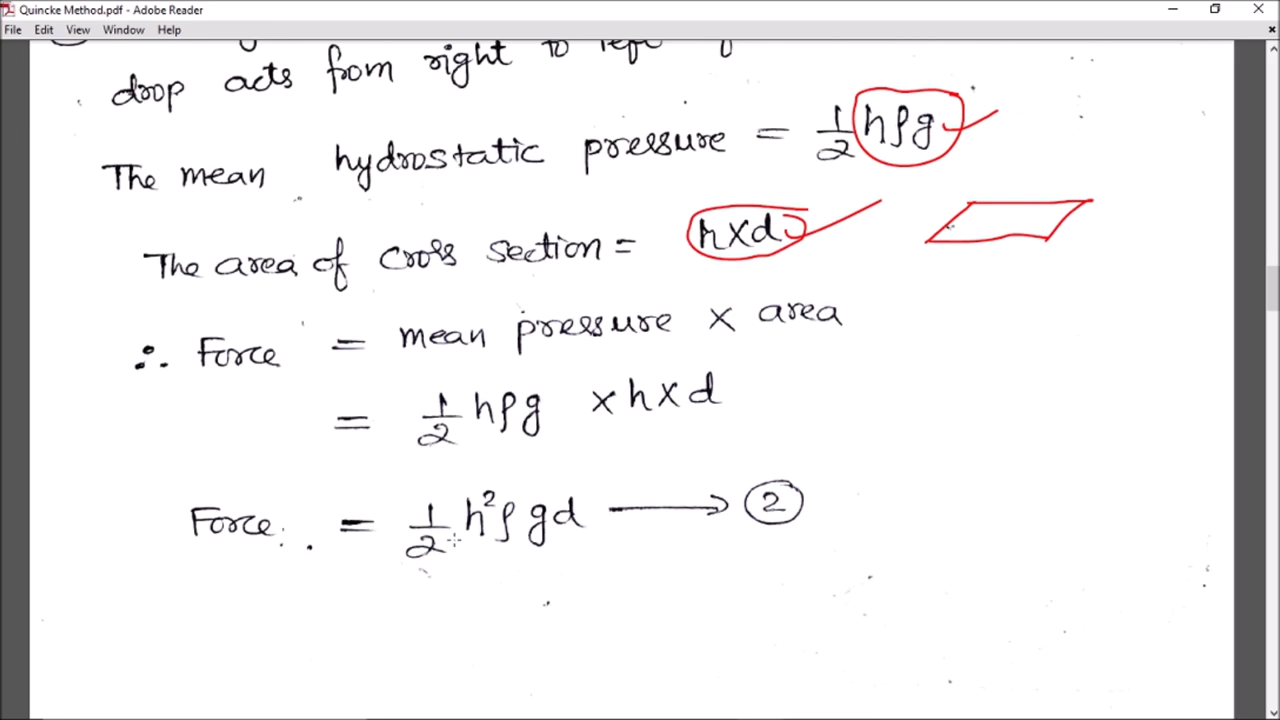 Quincke Method.pdf - Adobe Reader
File Edit View Window Help
drop acts from right to left
The mean hydrostatic pressure = 1/2 hρg
The area of cross section = h×d
∴ Force = mean pressure × area
= 1/2 hρg × h × d
Force = 1/2 h²ρgd ⟶ ②